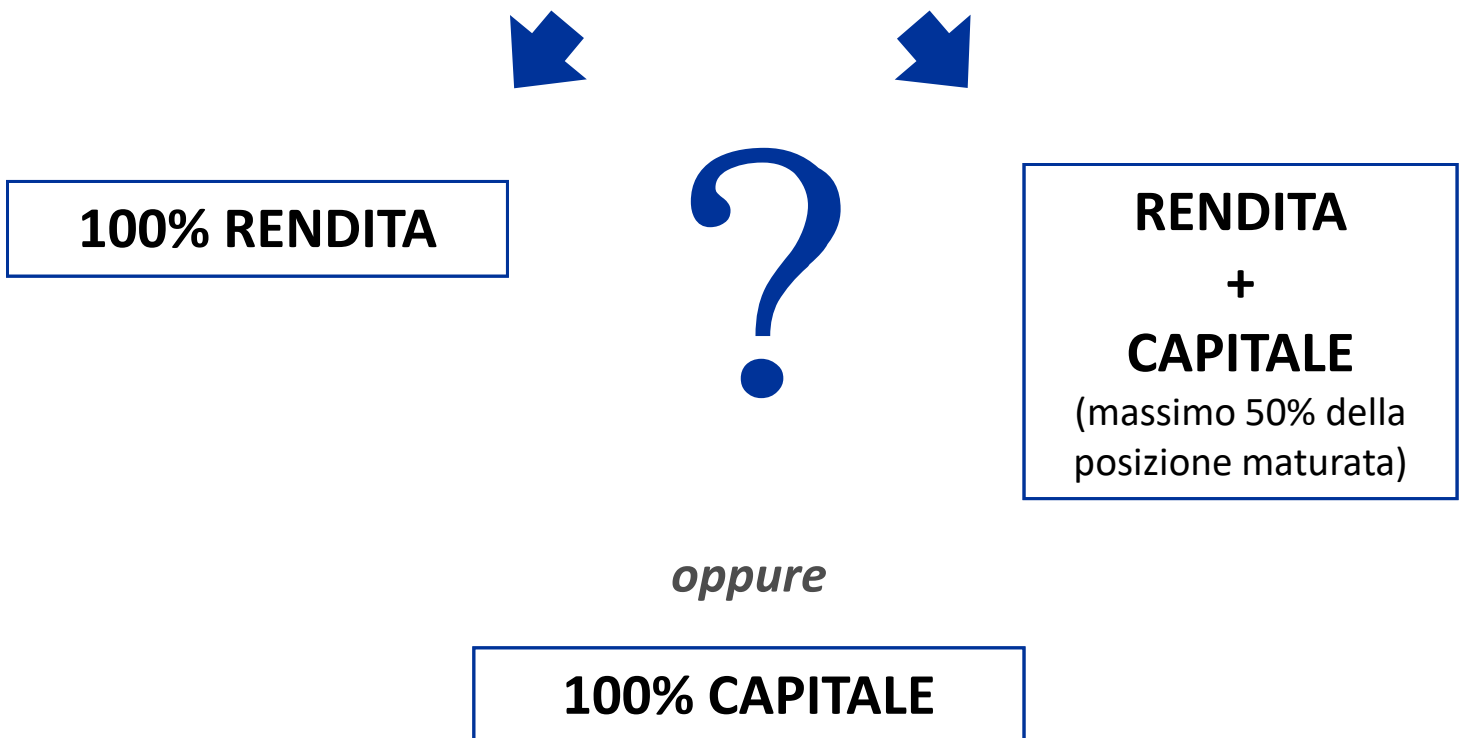 100% RENDITA
?
RENDITA
+
CAPITALE
(massimo 50% della
posizione maturata)
oppure
100% CAPITALE